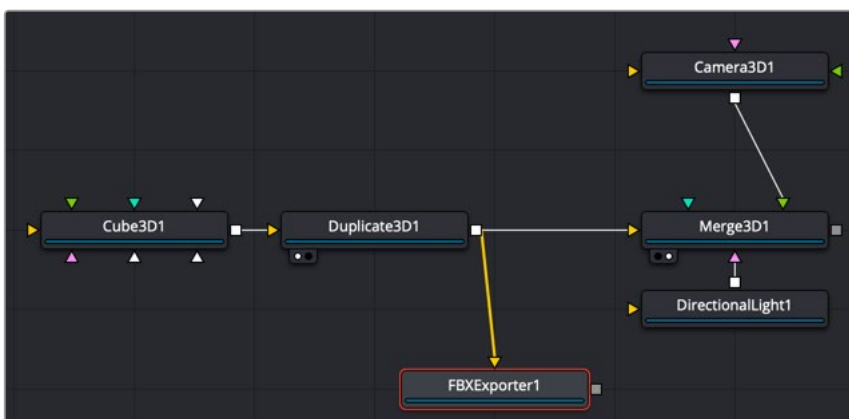 Camera3D1
Cube3D1
Duplicate3D1
Merge3D1
DirectionalLight1
FBXExporter1